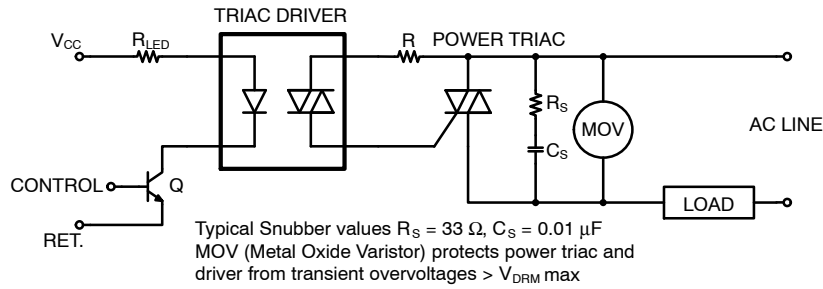 TRIAC DRIVER
VCC
RLED
R
POWER TRIAC
RS
MOV
AC LINE
CS
CONTROL
Q
LOAD
RET.
Typical Snubber values RS = 33 Ω, CS = 0.01 μF
MOV (Metal Oxide Varistor) protects power triac and
driver from transient overvoltages > VDRM max